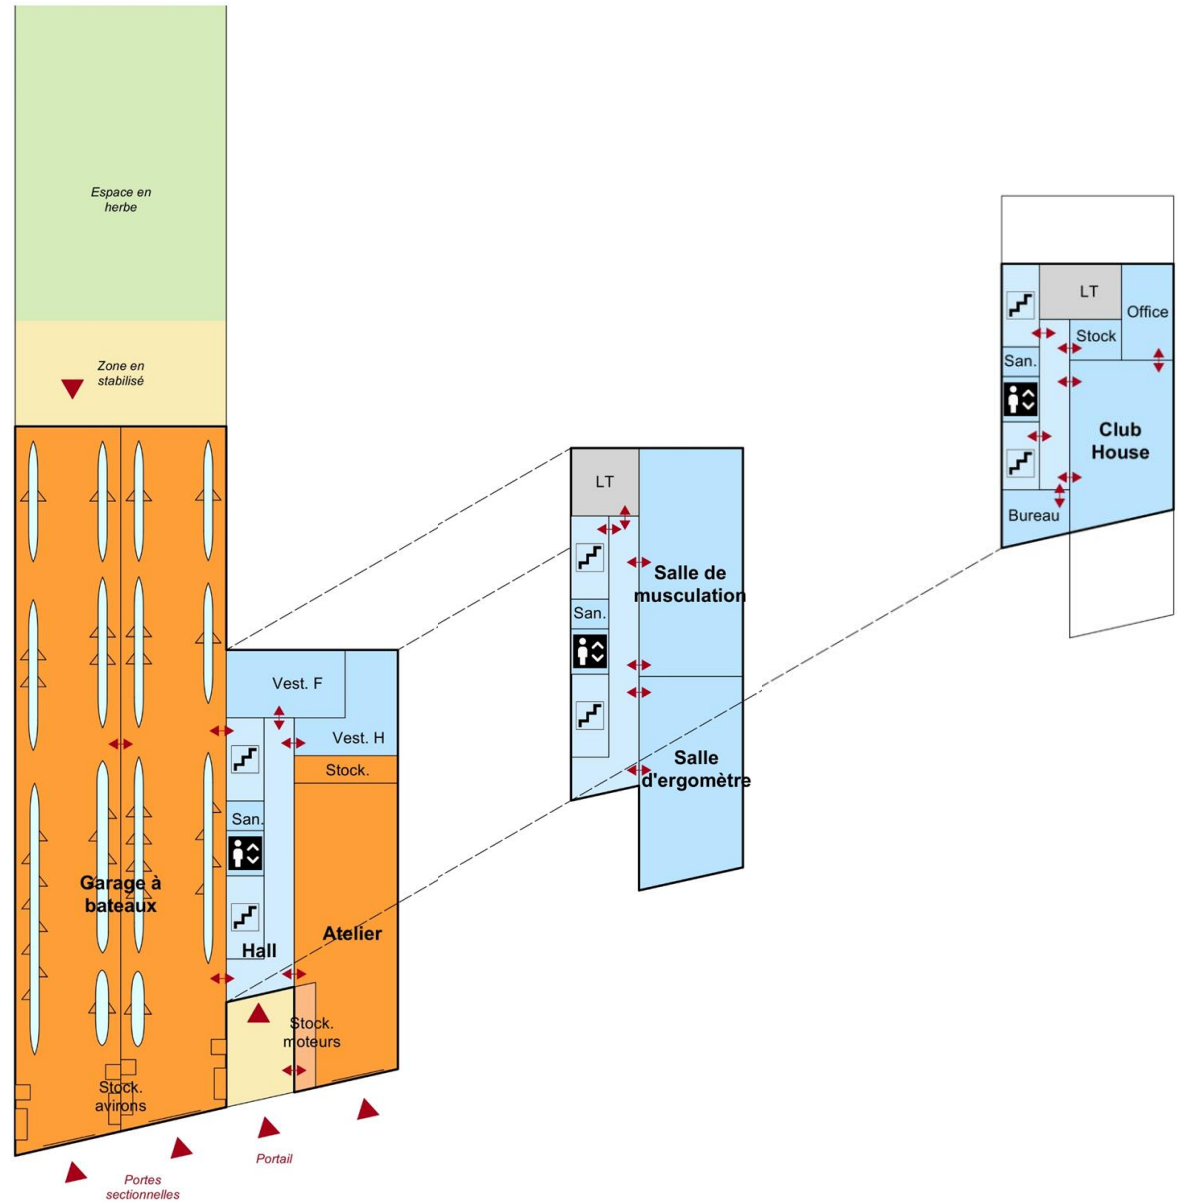 Espace en
herbe
Zone en
stabilisé
Garage à
bateaux
Stock.
avirons
Portes
sectionnelles
Portail
Vest. F
Vest. H
Stock.
San.
Hall
Atelier
Stock.
moteurs
LT
San.
Salle de
musculation
Salle
d'ergomètre
LT
Office
Stock
San.
Club
House
Bureau